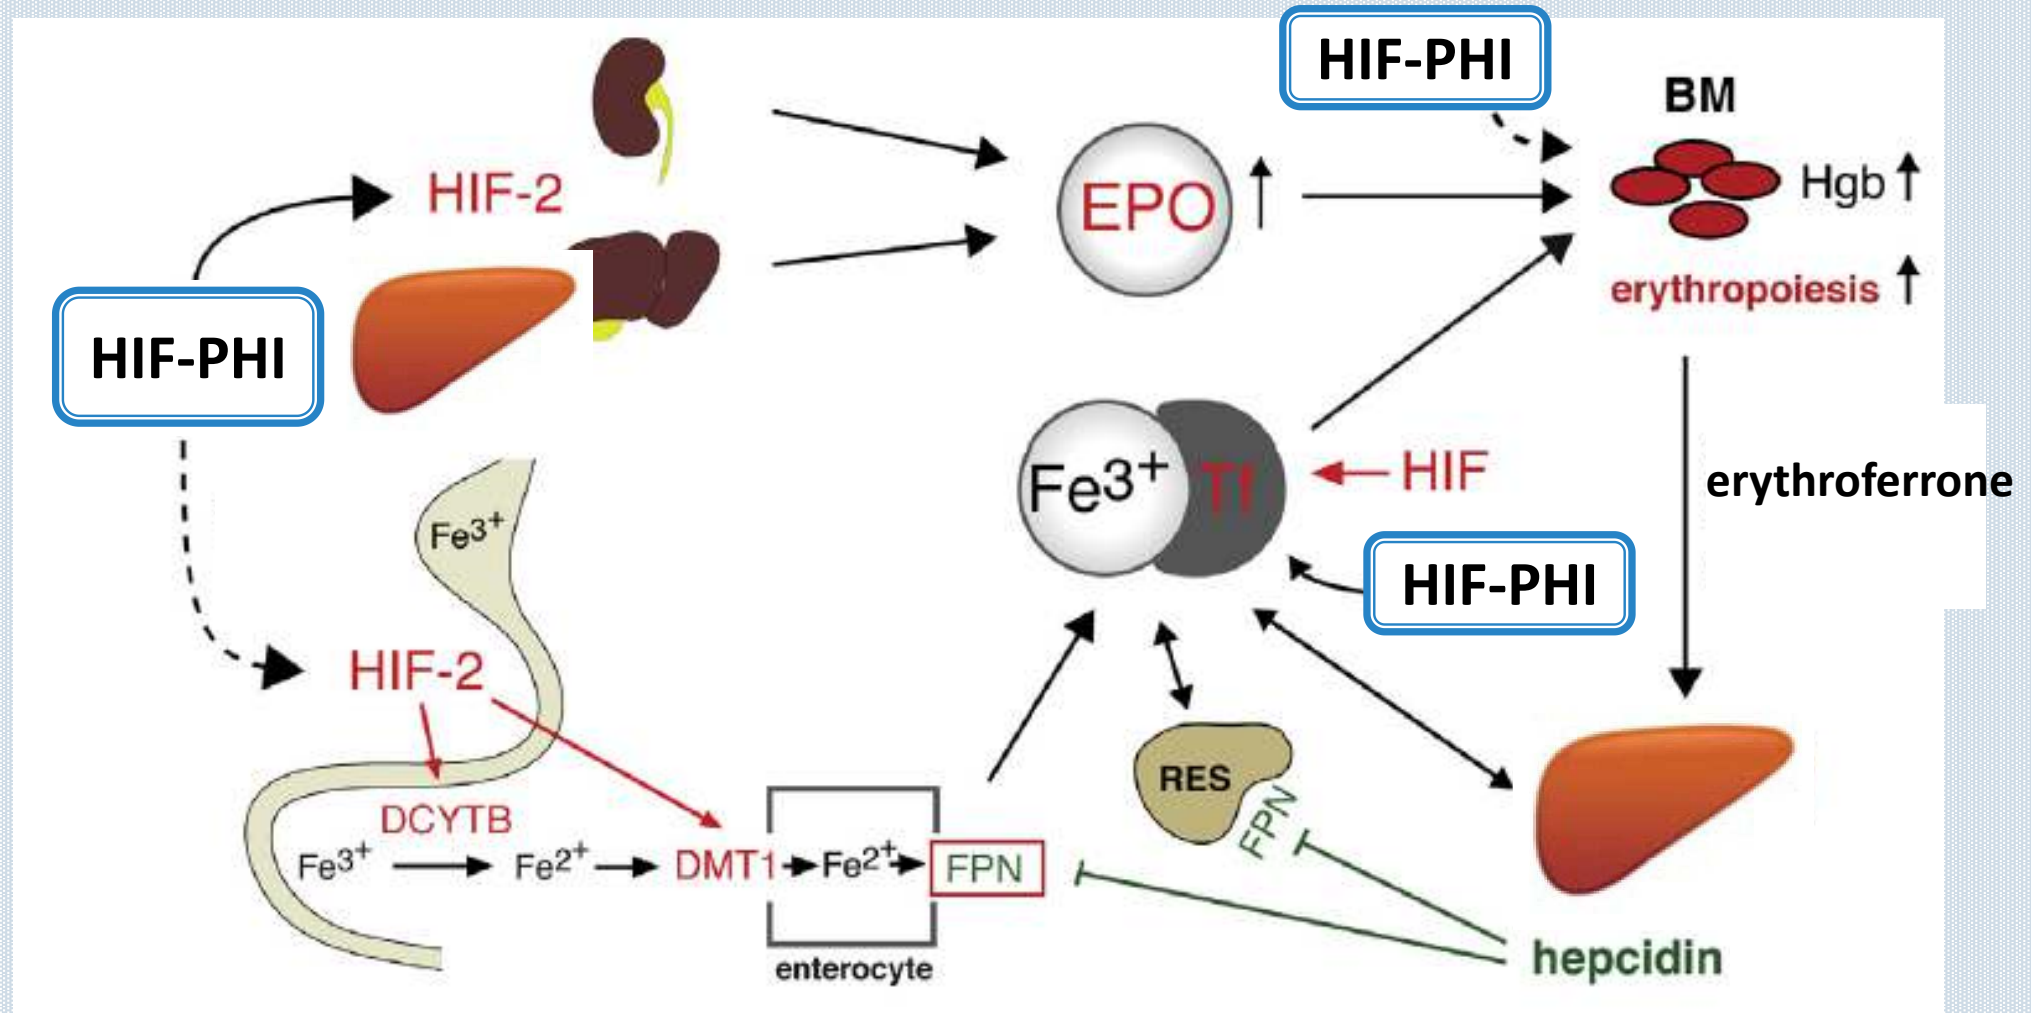 HIF-PHI
BM
HIF-2
EPO
Hgb
erythropoiesis
HIF-PHI
Fe3+
Tf
HIF
erythroferrone
Fe3+
HIF-PHI
HIF-2
RES
FPN
DCYTB
Fe3+
Fe2+
DMT1
Fe2+
FPN
enterocyte
hepcidin